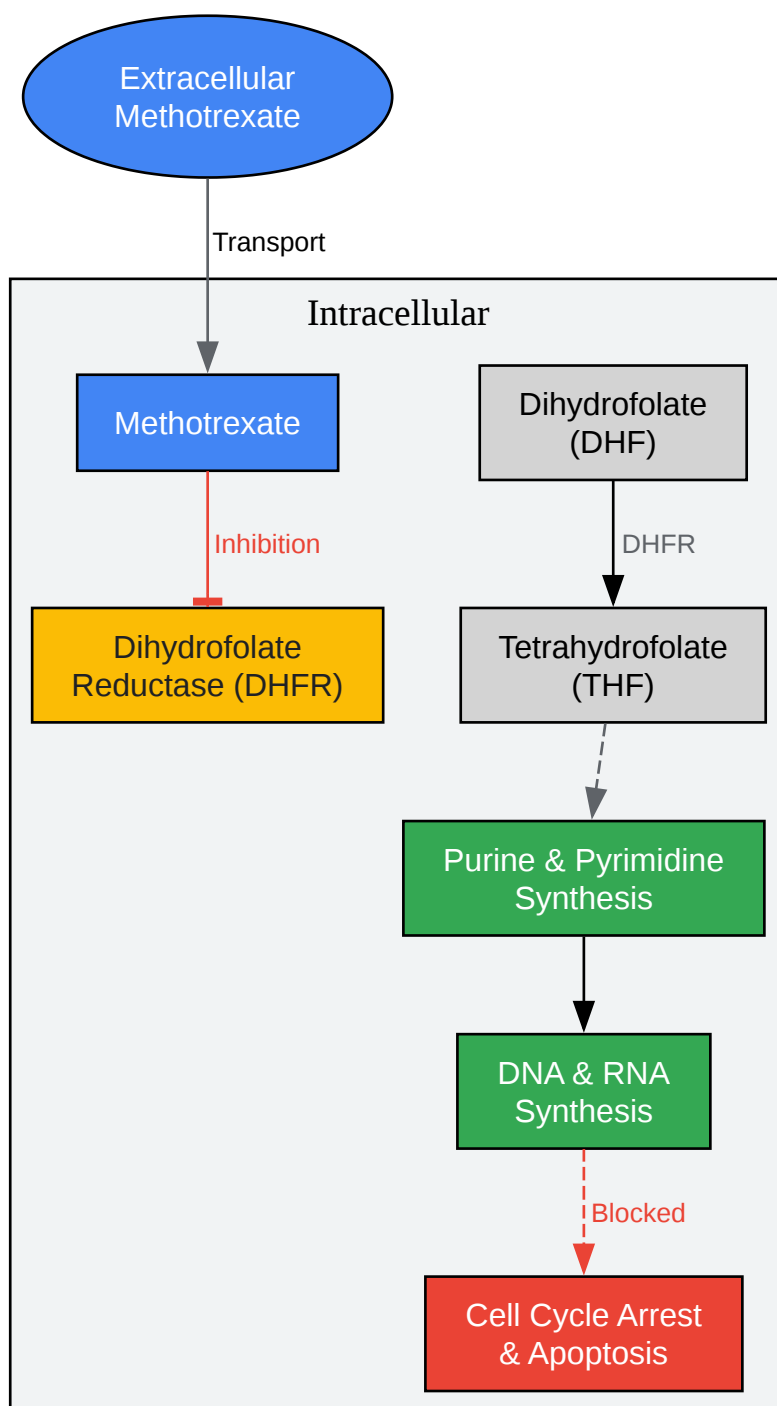 Extracellular
Methotrexate
Transport
Intracellular
Methotrexate
Dihydrofolate
(DHF)
Inhibition
DHFR
Dihydrofolate
Reductase (DHFR)
Tetrahydrofolate
(THF)
Purine & Pyrimidine
Synthesis
DNA & RNA
Synthesis
Blocked
Cell Cycle Arrest
& Apoptosis